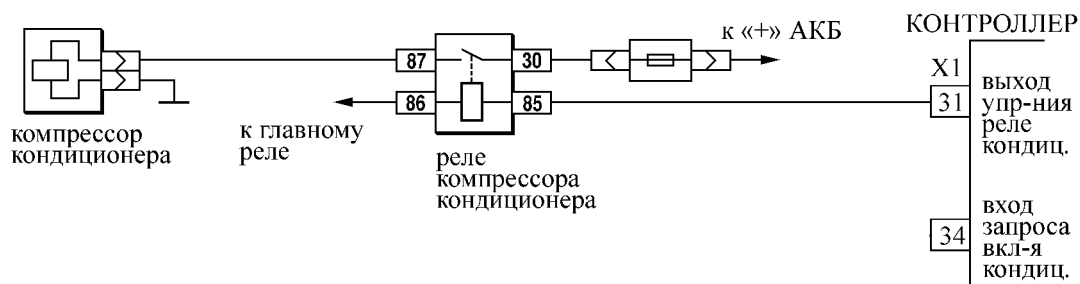 к «+» АКБ
КОНТРОЛЛЕР
87
30
X1
86
85
31
выход
упр-ния
реле
кондиц.
компрессор
кондиционера
к главному
реле
реле
компрессора
кондиционера
34
вход
запроса
вкл-я
кондиц.